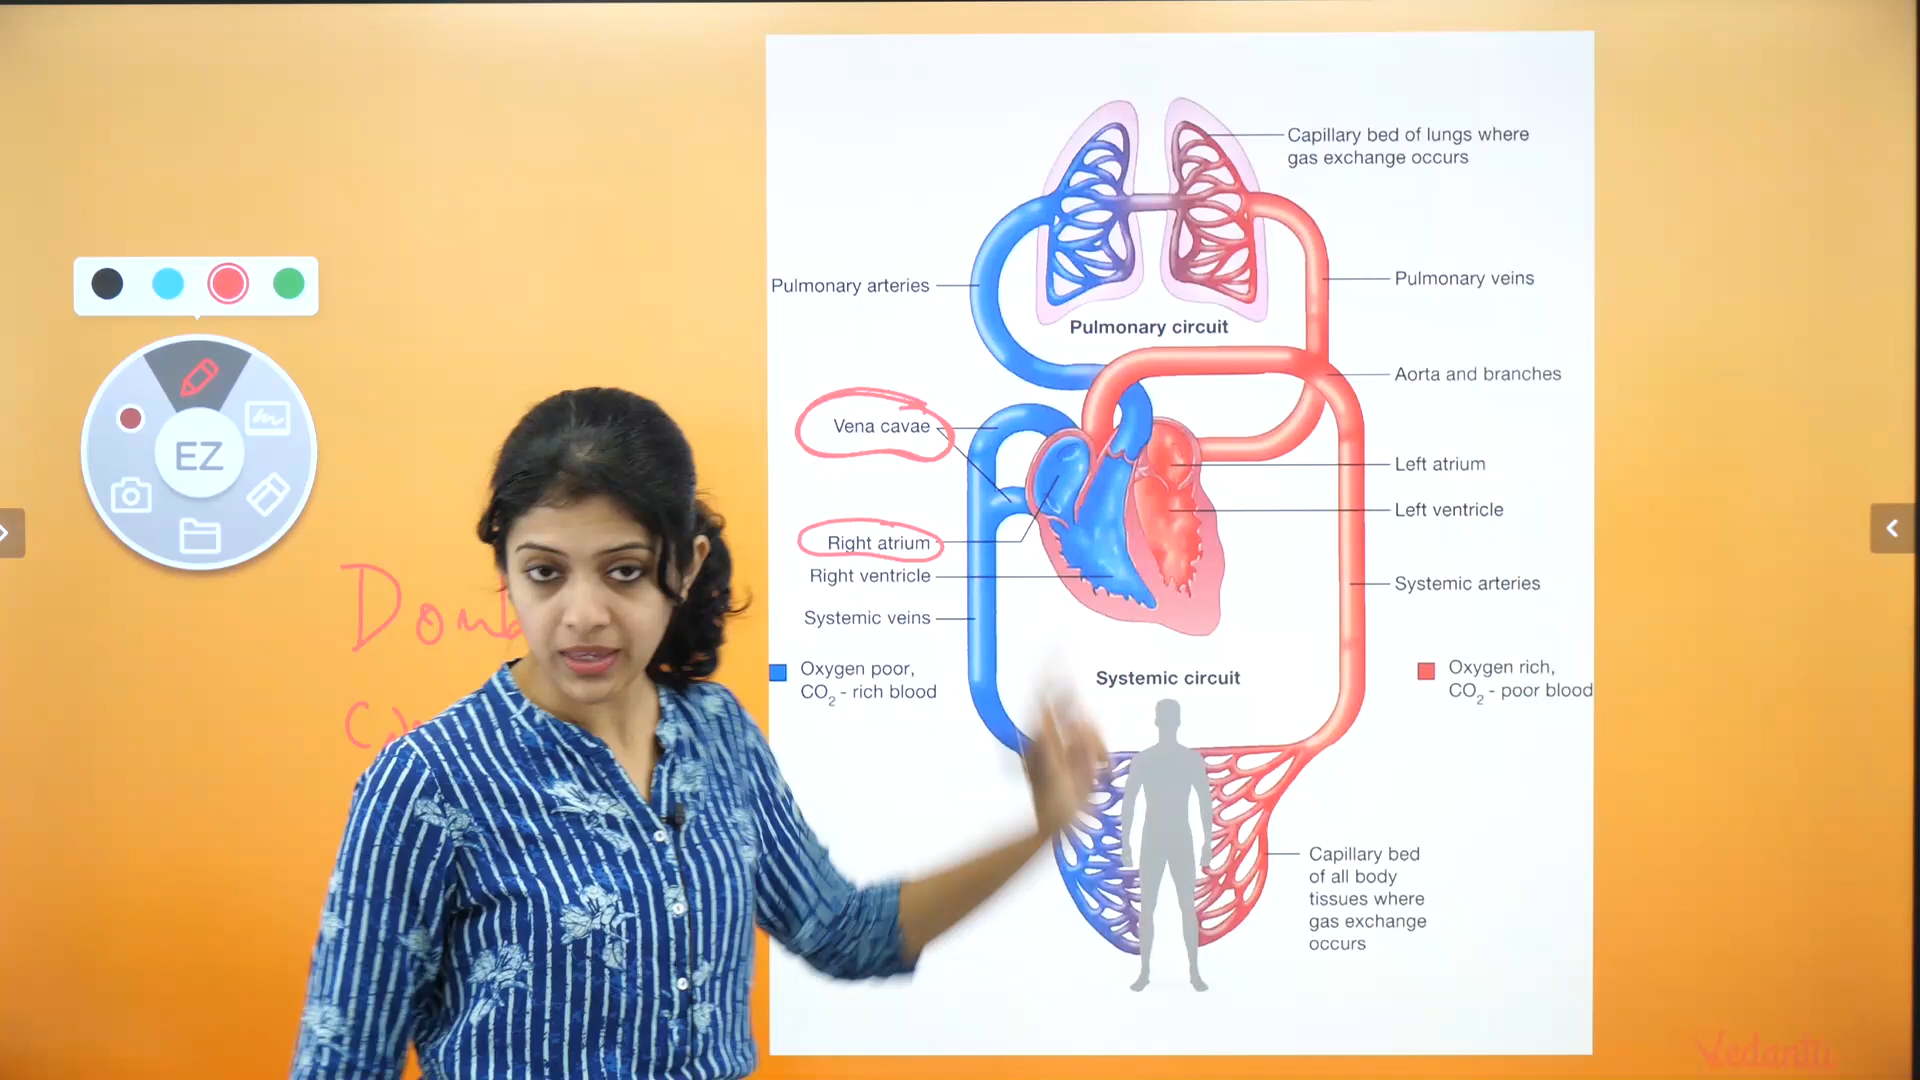 Capillary bed of lungs where
gas exchange occurs
Pulmonary arteries
Pulmonary veins
Pulmonary circuit
Aorta and branches
Vena cavae
Left atrium
Left ventricle
Right atrium
Right ventricle
Systemic arteries
Systemic veins
Oxygen poor,
CO2 - rich blood
Systemic circuit
Oxygen rich,
CO2 - poor blood
Capillary bed
of all body
tissues where
gas exchange
occurs
EZ
Vedantu